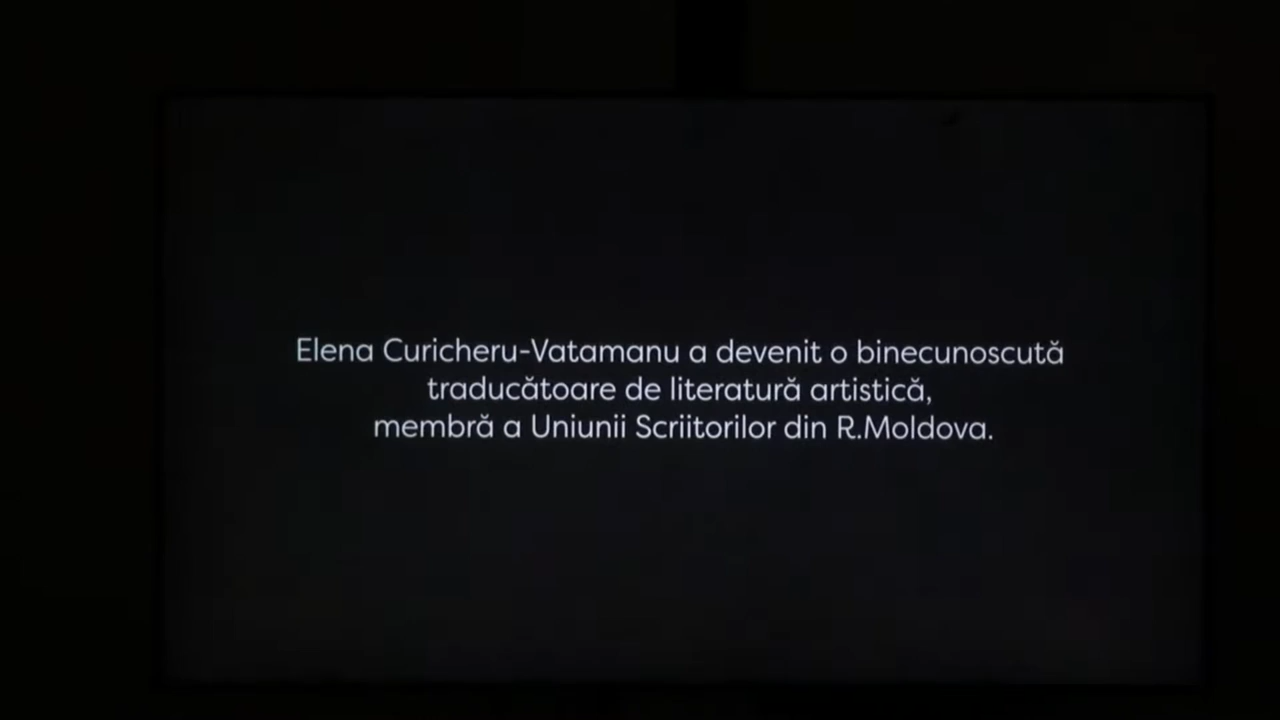 Elena Curicheru-Vatamanu a devenit o binecunoscută
traducătoare de literatură artistică,
membră a Uniunii Scriitorilor din R.Moldova.